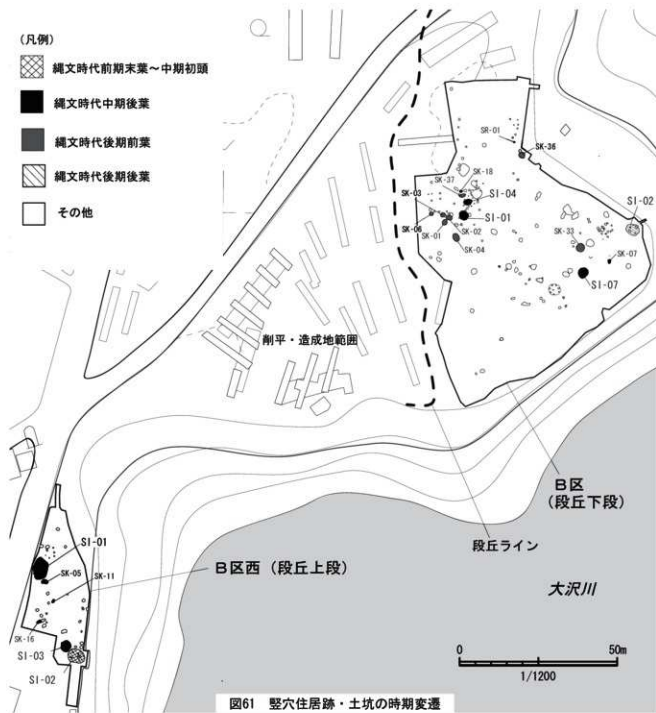 (凡例)
縄文時代前期末葉～中期初頭
縄文時代中期後葉
縄文時代後期前葉
縄文時代後期後葉
その他
SR-01
SK-36
SK-18
SK-37
SK-03
SI-04
SI-01
SK-06
SK-01
SK-02
SK-04
SI-02
SK-33
SK-07
SI-07
削平・造成地範囲
B区
(段丘下段)
段丘ライン
B区西(段丘上段)
大沢川
SI-01
SK-05
SK-11
SK-16
SI-03
SI-02
0
50m
1/1200
図61 竪穴住居跡・土坑の時期変遷